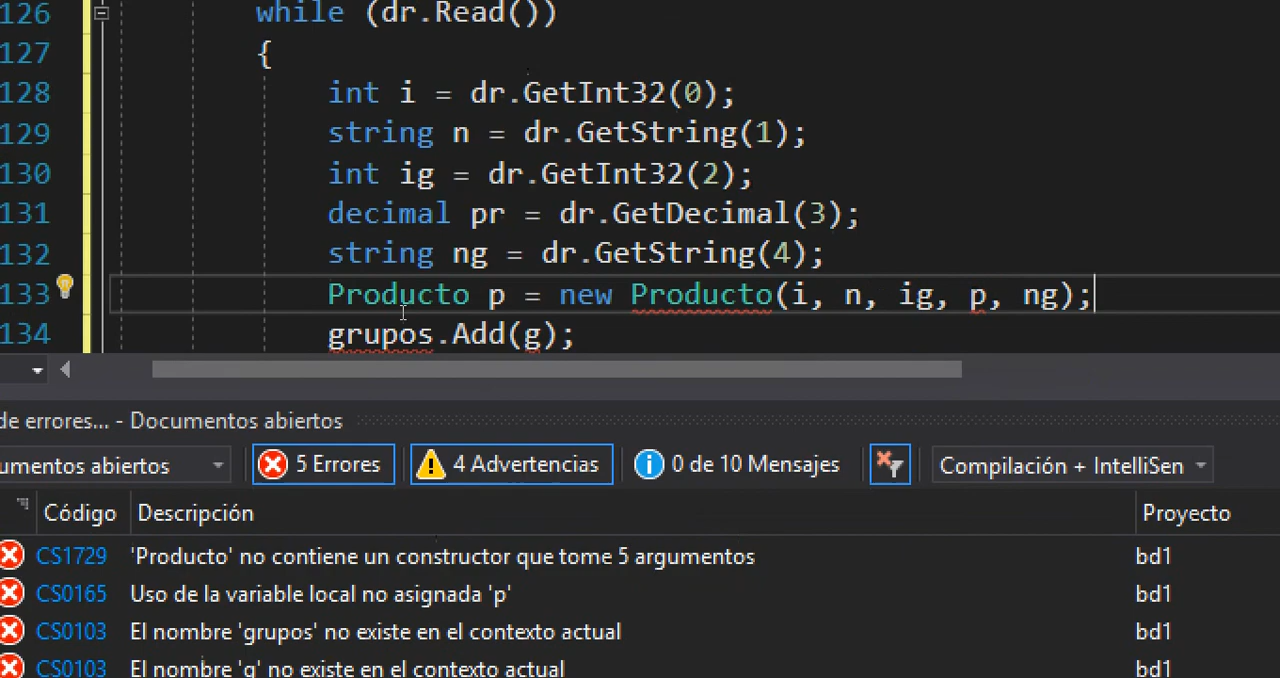 126 while (dr.Read())
127 {
128 int i = dr.GetInt32(0);
129 string n = dr.GetString(1);
130 int ig = dr.GetInt32(2);
131 decimal pr = dr.GetDecimal(3);
132 string ng = dr.GetString(4);
133 Producto p = new Producto(i, n, ig, p, ng);
134 grupos.Add(g);
de errores... - Documentos abiertos
umentos abiertos 5 Errores 4 Advertencias 0 de 10 Mensajes Compilación + IntelliSen
Código Descripción Proyecto
CS1729 'Producto' no contiene un constructor que tome 5 argumentos bd1
CS0165 Uso de la variable local no asignada 'p' bd1
CS0103 El nombre 'grupos' no existe en el contexto actual bd1
CS0103 El nombre 'g' no existe en el contexto actual bd1